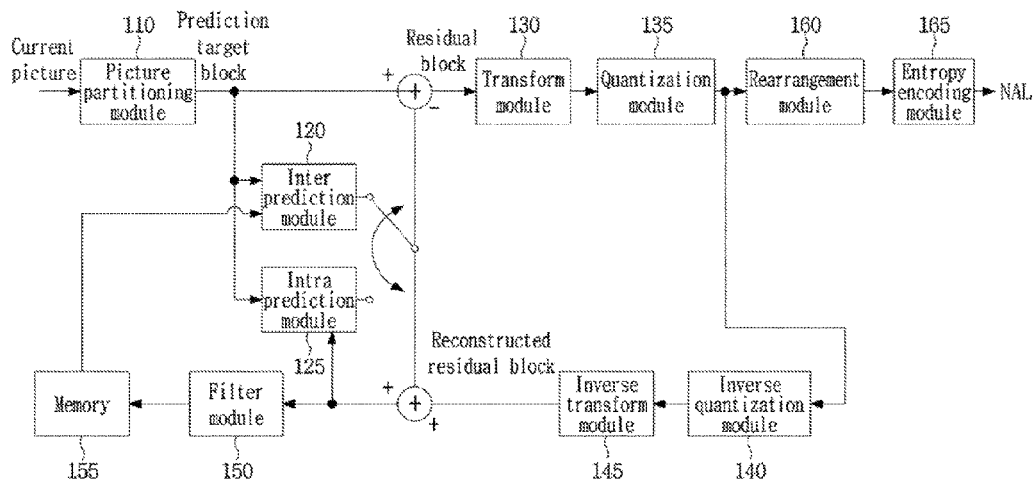 110
Prediction
target
block
130
135
160
165
Current
picture
Picture
partitioning
module
+
Residual
block
+
−
Transform
module
Quantization
module
Rearrangement
module
Entropy
encoding
module
NAL
120
Inter
prediction
module
Intra
prediction
module
125
Reconstructed
residual block
Memory
Filter
module
+
+
+
Inverse
transform
module
Inverse
quantization
module
155
150
145
140